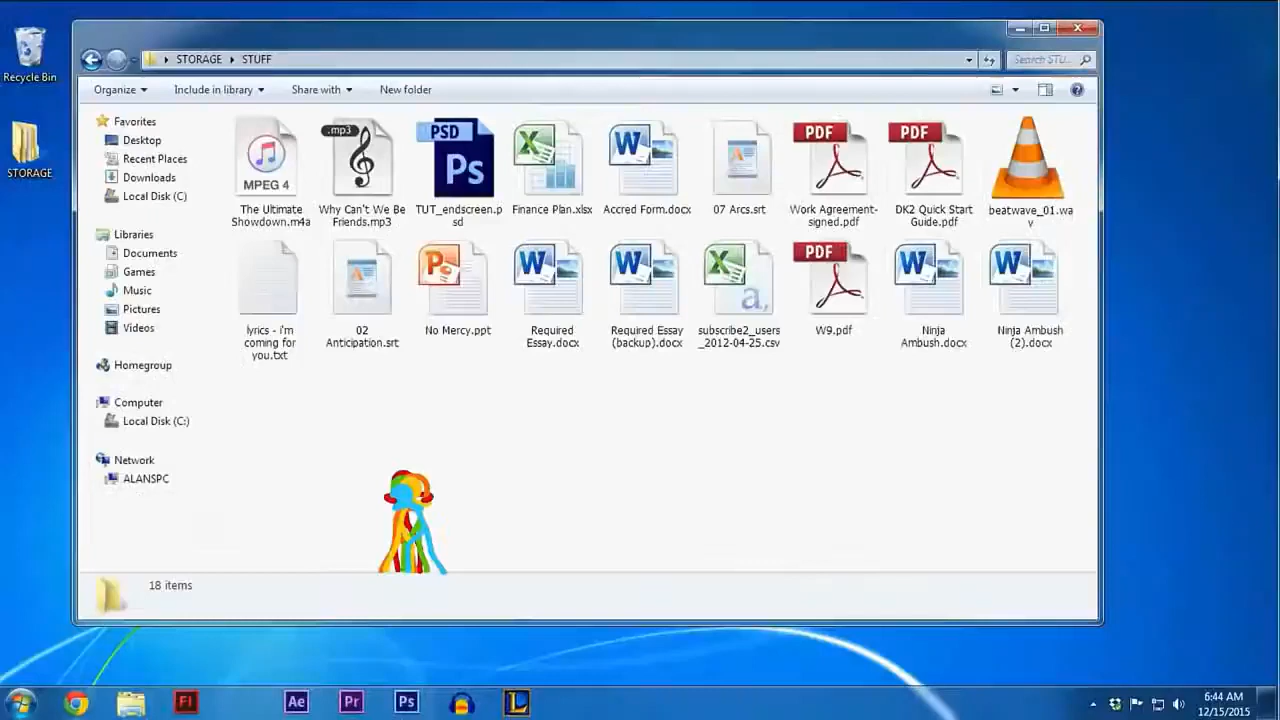 Recycle Bin
STORAGE
STORAGE
STUFF
Search STU...
Organize
Include in library
Share with
New folder
Favorites
Desktop
Recent Places
Downloads
Local Disk (C)
Libraries
Documents
Games
Music
Pictures
Videos
Homegroup
Computer
Local Disk (C:)
Network
ALANSPC
MPEG 4
The Ultimate
Showdown.m4a
.mp3
Why Can't We Be
Friends.mp3
PSD
Ps
TUT_endscreen.p
sd
Finance Plan.xlsx
Accred Form.docx
07 Arcs.srt
PDF
Work Agreement-
signed.pdf
PDF
DK2 Quick Start
Guide.pdf
beatwave_01.wa
v
lyrics - i'm
coming for
you.txt
02
Anticipation.srt
No Mercy.ppt
Required
Essay.docx
Required Essay
(backup).docx
a,
subscribe2_users
_2012-04-25.csv
PDF
W9.pdf
Ninja
Ambush.docx
Ninja Ambush
(2).docx
18 items
Fl
Ae
Pr
Ps
L
6:44 AM
12/15/2015